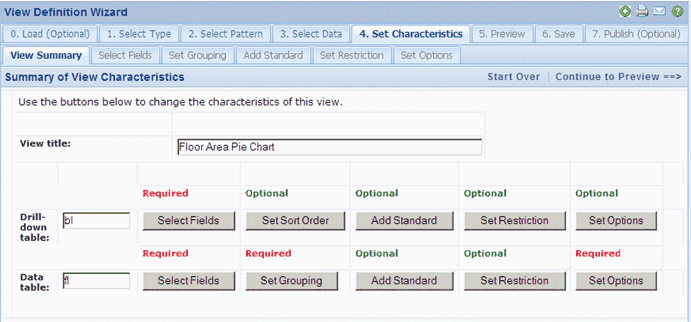 View Definition Wizard
0. Load (Optional) 1. Select Type 2. Select Pattern 3. Select Data 4. Set Characteristics 5. Preview 6. Save 7. Publish (Optional)
View Summary Select Fields Set Grouping Add Standard Set Restriction Set Options
Summary of View Characteristics Start Over | Continue to Preview ==>
Use the buttons below to change the characteristics of this view.
View title: Floor Area Pie Chart
Required Optional Optional Optional Optional
Drill-down table: bl Select Fields Set Sort Order Add Standard Set Restriction Set Options
Required Required Optional Optional Required
Data table: fl Select Fields Set Grouping Add Standard Set Restriction Set Options